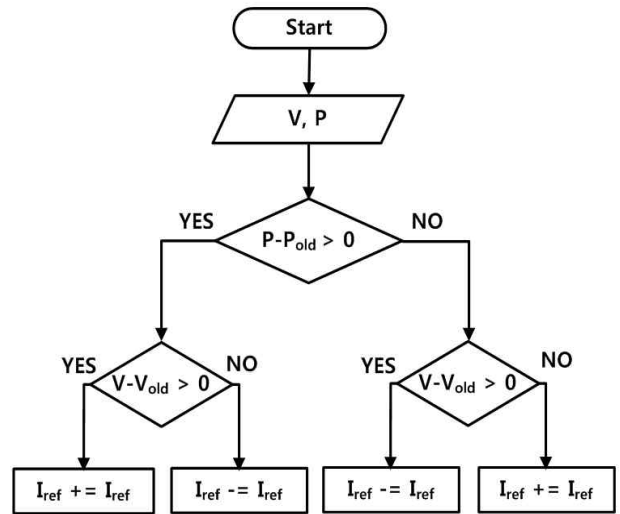 Start
V, P
YES
NO
P-Pold > 0
YES
NO
YES
NO
V-Vold > 0
V-Vold > 0
Iref += Iref
Iref -= Iref
Iref -= Iref
Iref += Iref